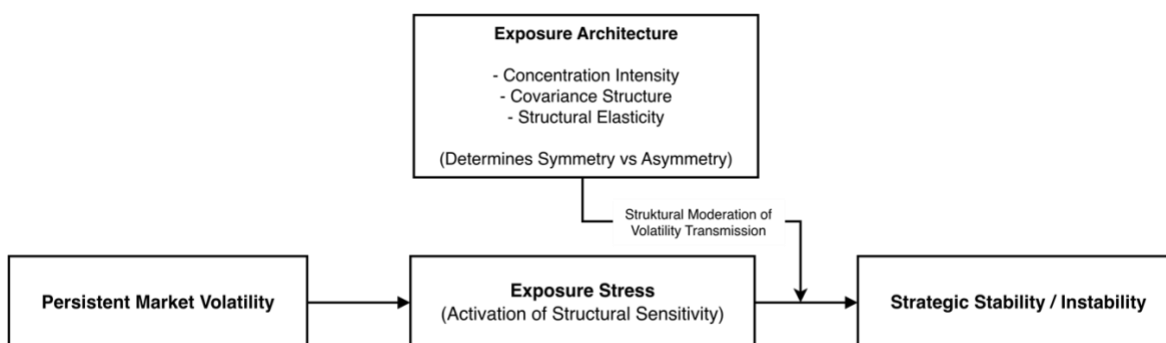 Exposure Architecture
- Concentration Intensity
- Covariance Structure
- Structural Elasticity
(Determines Symmetry vs Asymmetry)
Struktural Moderation of
Volatility Transmission
Persistent Market Volatility
Exposure Stress
(Activation of Structural Sensitivity)
Strategic Stability / Instability